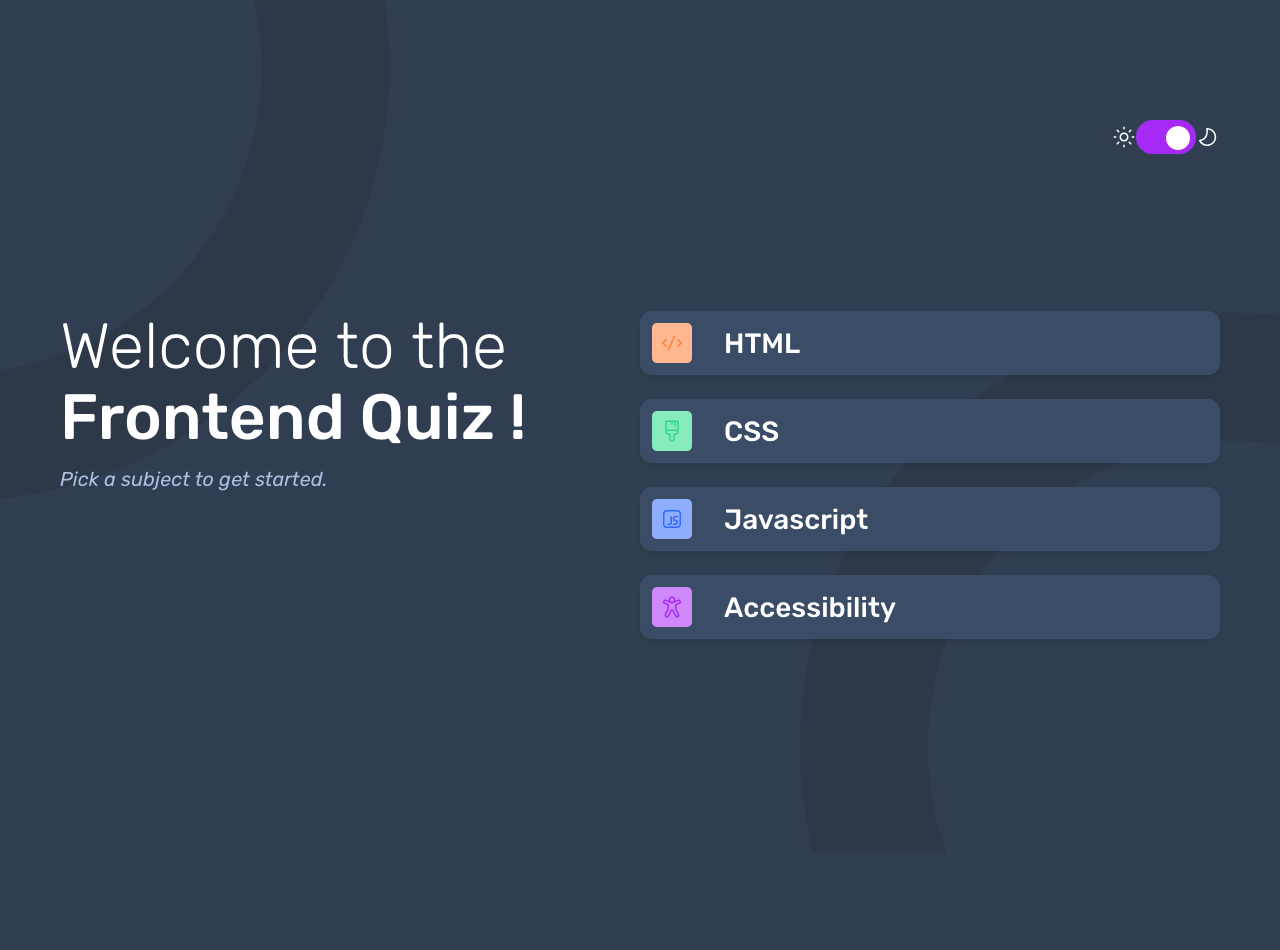 Welcome to the
Frontend Quiz !
Pick a subject to get started.
HTML
CSS
JS
Javascript
Accessibility